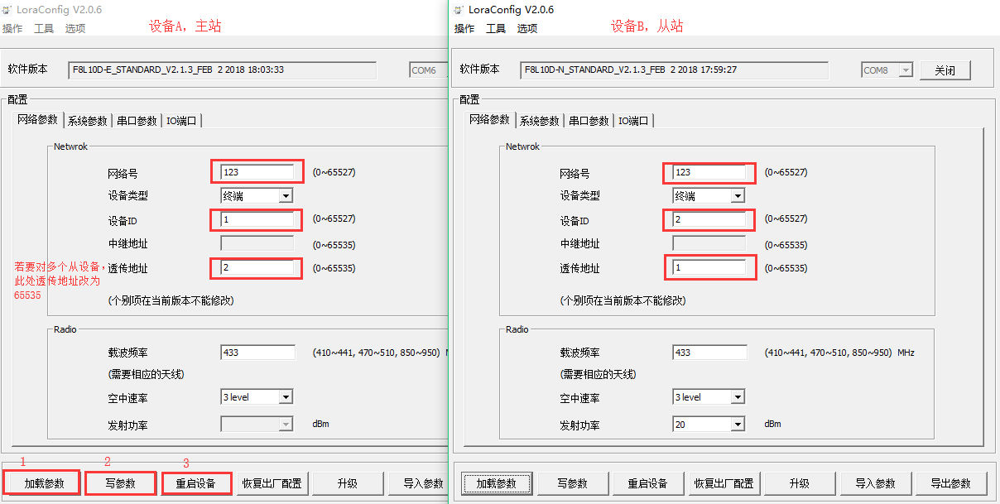 LoraConfig V2.0.6
操作 工具 选项
设备A，主站
软件版本
F8L10D-E_STANDARD_V2.1.3_FEB 2 2018 18:03:33
COM6
配置
网络参数 系统参数 串口参数 IO端口
Netwrok
网络号 123 (0~65527)
设备类型 终端
设备ID 1 (0~65527)
中继地址 (0~65535)
透传地址 2 (0~65535)
若要对多个从设备，
此处透传地址改为
65535
(个别项在当前版本不能修改)
Radio
载波频率 433 (410~441, 470~510, 850~950)
(需要相应的天线)
空中速率 3 level
发射功率 dBm
1 2 3
加载参数 写参数 重启设备 恢复出厂配置 升级 导入参数
LoraConfig V2.0.6
操作 工具 选项
设备B，从站
软件版本
F8L10D-N_STANDARD_V2.1.3_FEB 2 2018 17:59:27
COM8 关闭
配置
网络参数 系统参数 串口参数 IO端口
Netwrok
网络号 123 (0~65527)
设备类型 终端
设备ID 2 (0~65527)
中继地址 (0~65535)
透传地址 1 (0~65535)
(个别项在当前版本不能修改)
Radio
载波频率 433 (410~441, 470~510, 850~950) MHz
(需要相应的天线)
空中速率 3 level
发射功率 20 dBm
加载参数 写参数 重启设备 恢复出厂配置 升级 导入参数 导出参数